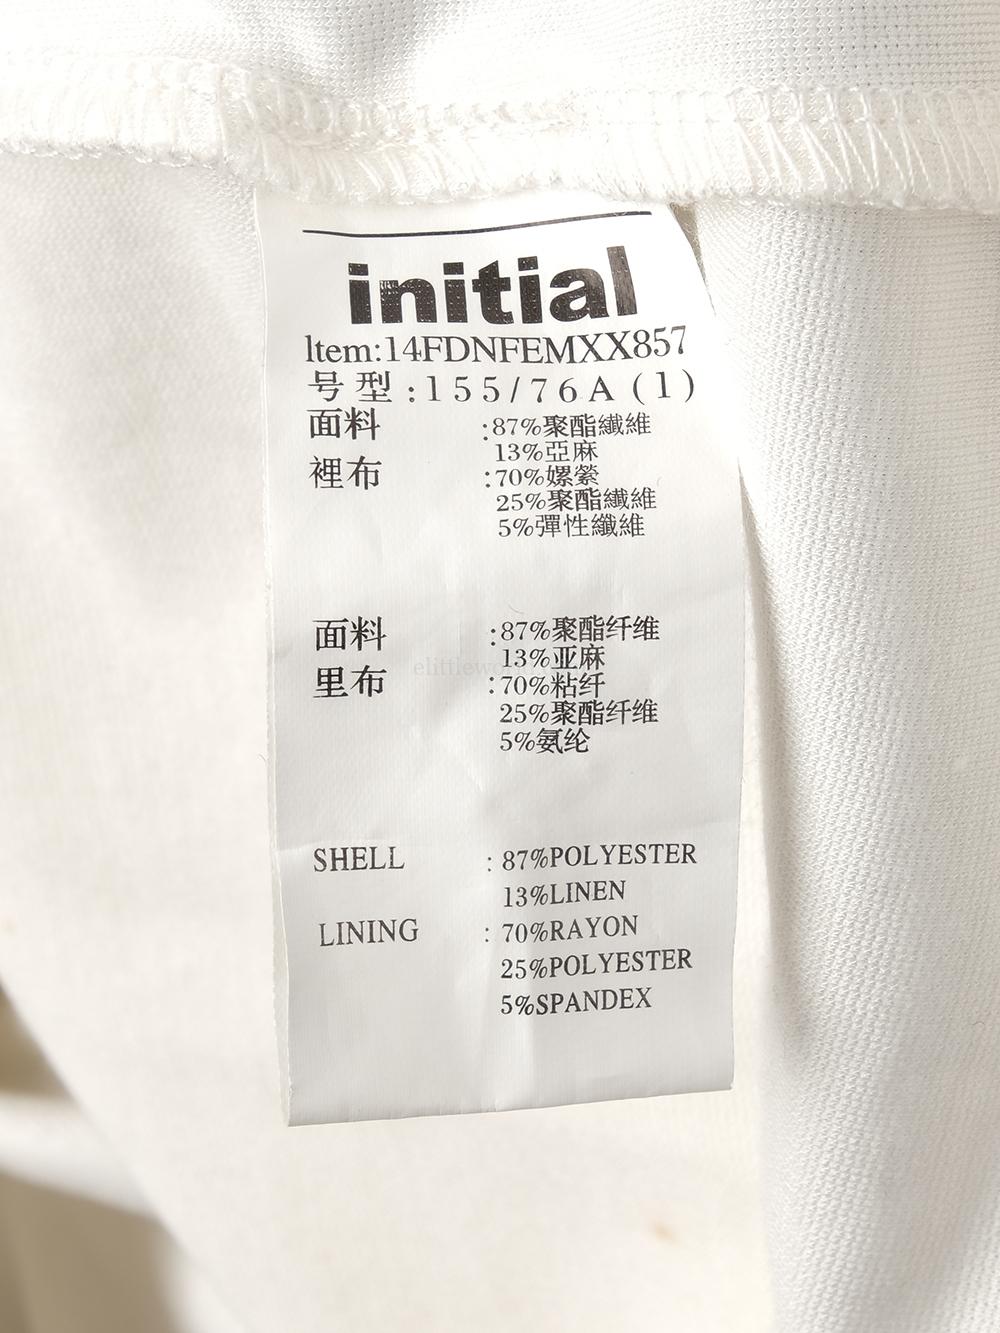 initial
Item:14FDNFEMXX857
号型:155/76A(1)
面料 :87%聚酯纖維
13%亞麻
裡布 :70%嫘縈
25%聚酯纖維
5%彈性纖維
面料 :87%聚酯纤维
13%亚麻
里布 :70%粘纤
25%聚酯纤维
5%氨纶
SHELL : 87%POLYESTER
13%LINEN
LINING : 70%RAYON
25%POLYESTER
5%SPANDEX